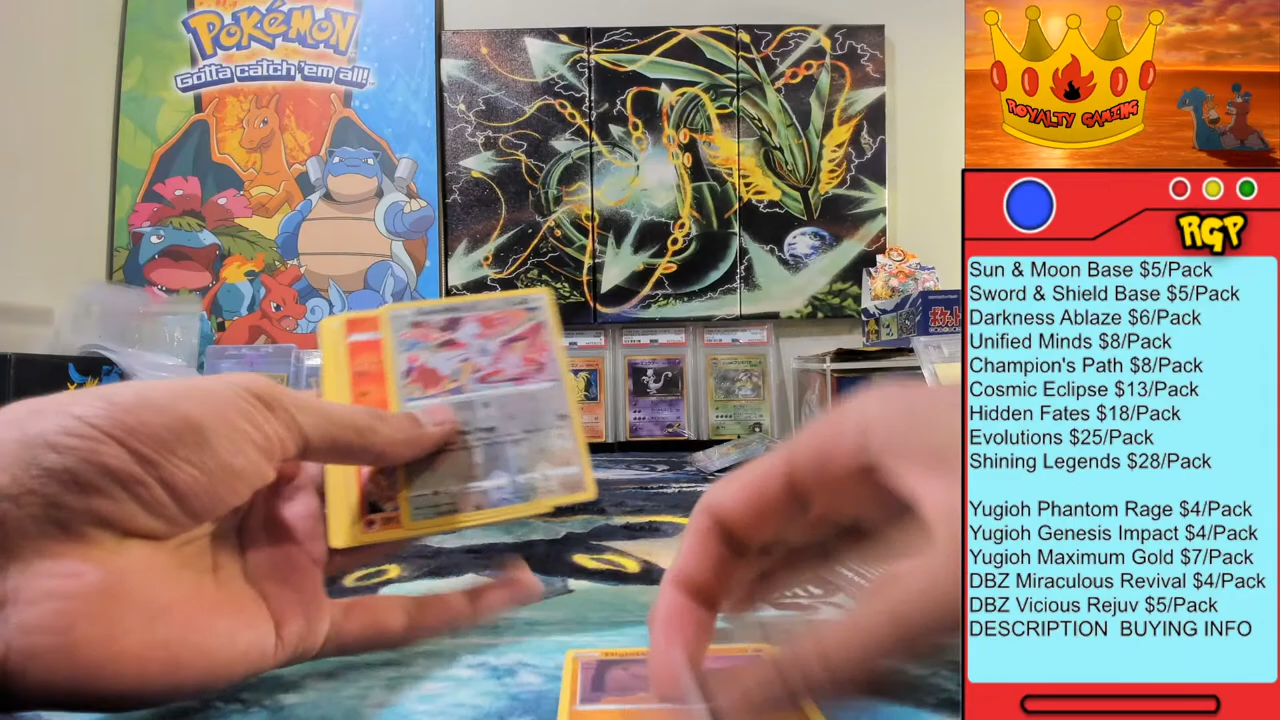 POKéMON
Gotta catch 'em all!
ROYALTY GAMING
RGP
Sun & Moon Base $5/Pack
Sword & Shield Base $5/Pack
Darkness Ablaze $6/Pack
Unified Minds $8/Pack
Champion's Path $8/Pack
Cosmic Eclipse $13/Pack
Hidden Fates $18/Pack
Evolutions $25/Pack
Shining Legends $28/Pack
Yugioh Phantom Rage $4/Pack
Yugioh Genesis Impact $4/Pack
Yugioh Maximum Gold $7/Pack
DBZ Miraculous Revival $4/Pack
DBZ Vicious Rejuv $5/Pack
DESCRIPTION BUYING INFO